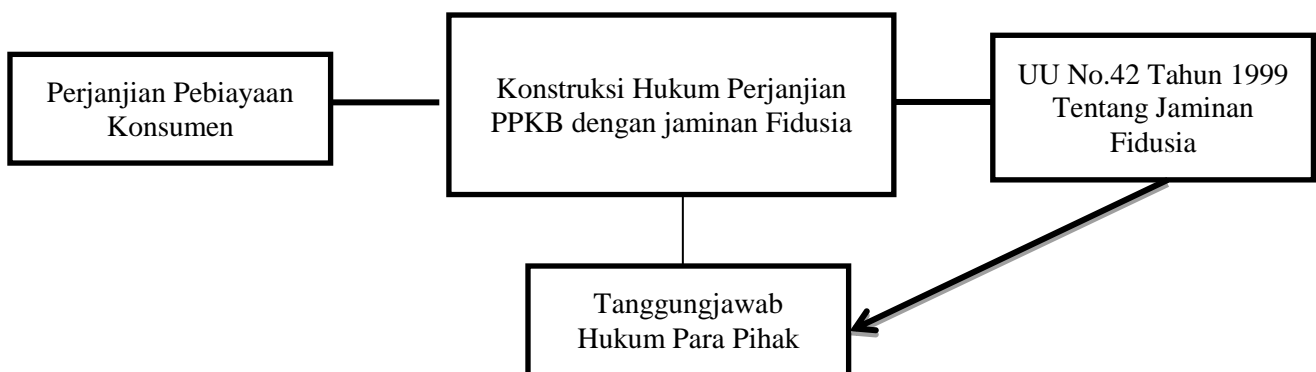 Perjanjian Pebiayaan
Konsumen
Konstruksi Hukum Perjanjian
PPKB dengan jaminan Fidusia
UU No.42 Tahun 1999
Tentang Jaminan
Fidusia
Tanggungjawab
Hukum Para Pihak